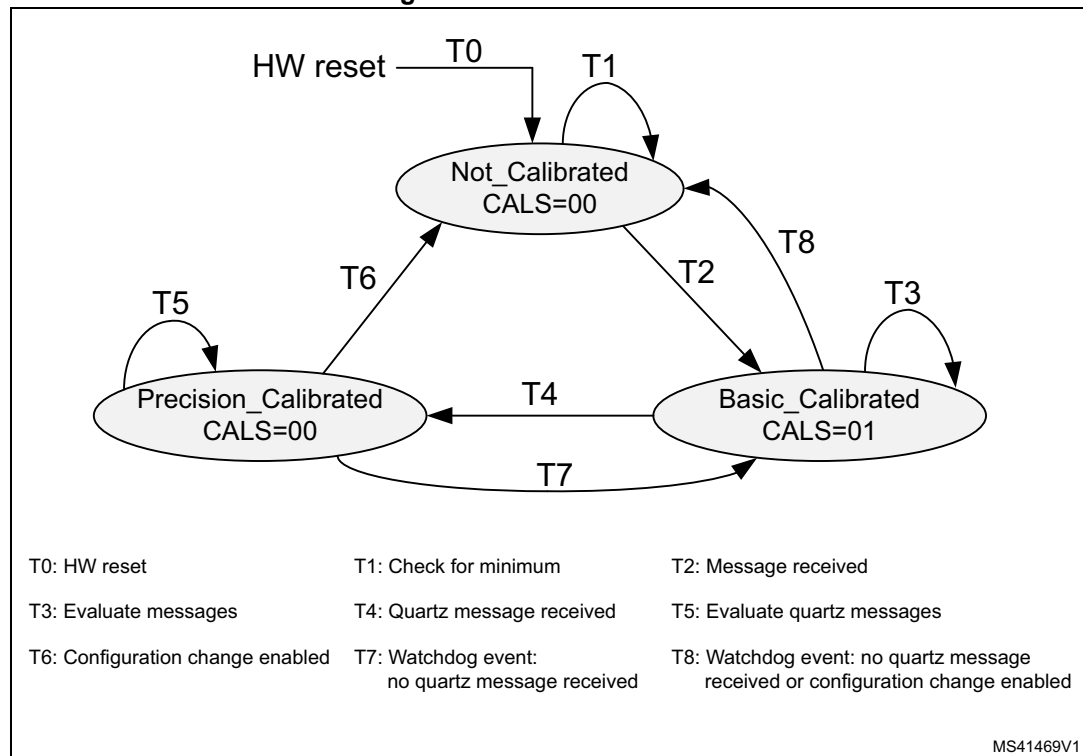 HW reset
T0
T1
Not_Calibrated
CALS=00
T6
T2
T8
T5
T3
Precision_Calibrated
CALS=00
T4
Basic_Calibrated
CALS=01
T7
T0: HW reset
T1: Check for minimum
T2: Message received
T3: Evaluate messages
T4: Quartz message received
T5: Evaluate quartz messages
T6: Configuration change enabled
T7: Watchdog event:
no quartz message received
T8: Watchdog event: no quartz message
received or configuration change enabled
MS41469V1